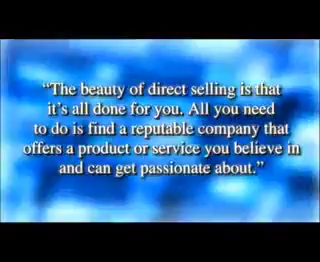 “The beauty of direct selling is that
it’s all done for you. All you need
to do is find a reputable company that
offers a product or service you believe in
and can get passionate about.”